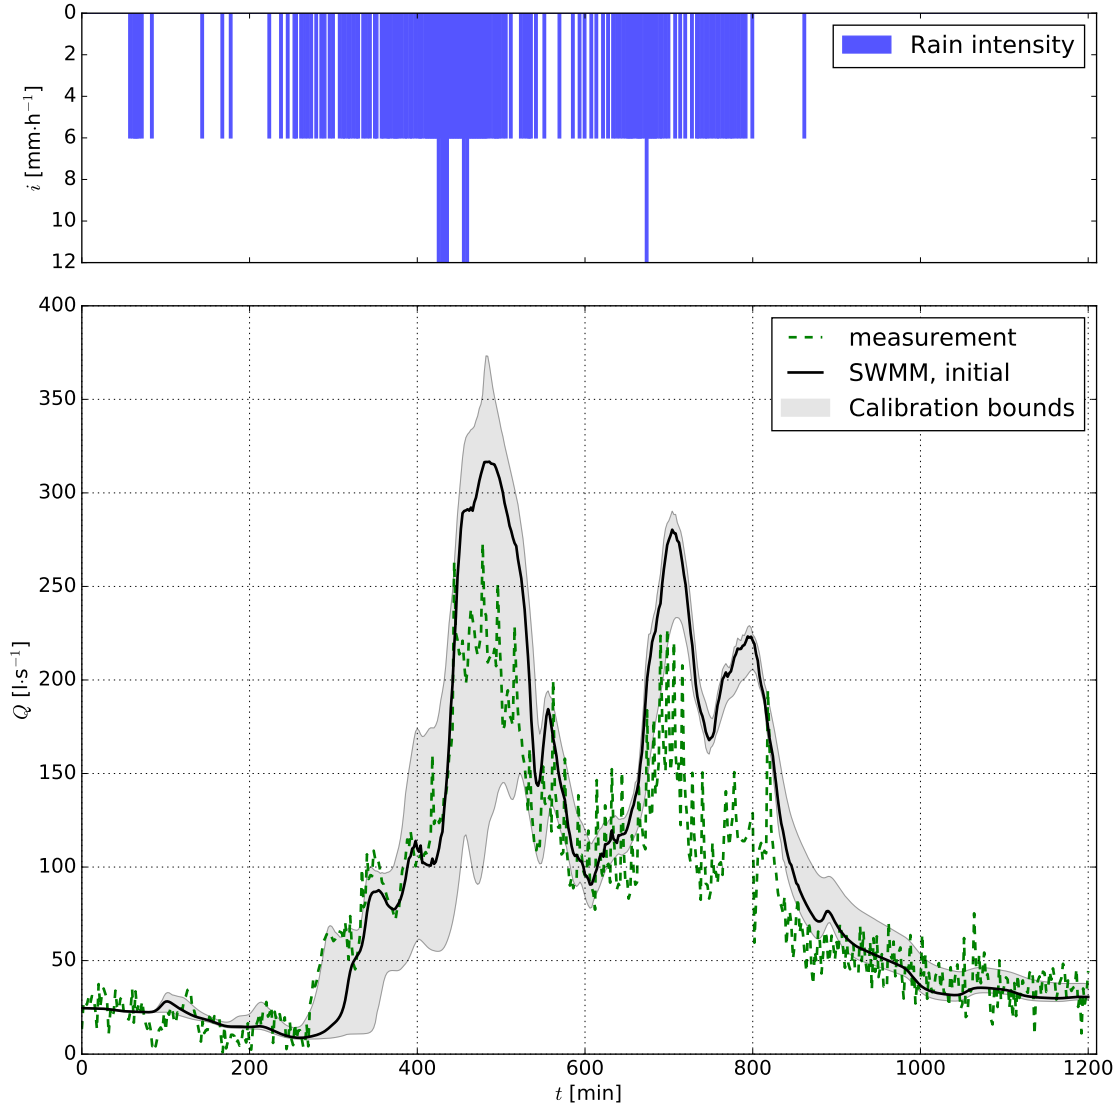 0
2
4
6
8
10
12
i [mm·h⁻¹]
Rain intensity
400
350
300
250
200
150
100
50
0
Q [l·s⁻¹]
measurement
SWMM, initial
Calibration bounds
0 200 400 600 800 1000 1200
t [min]